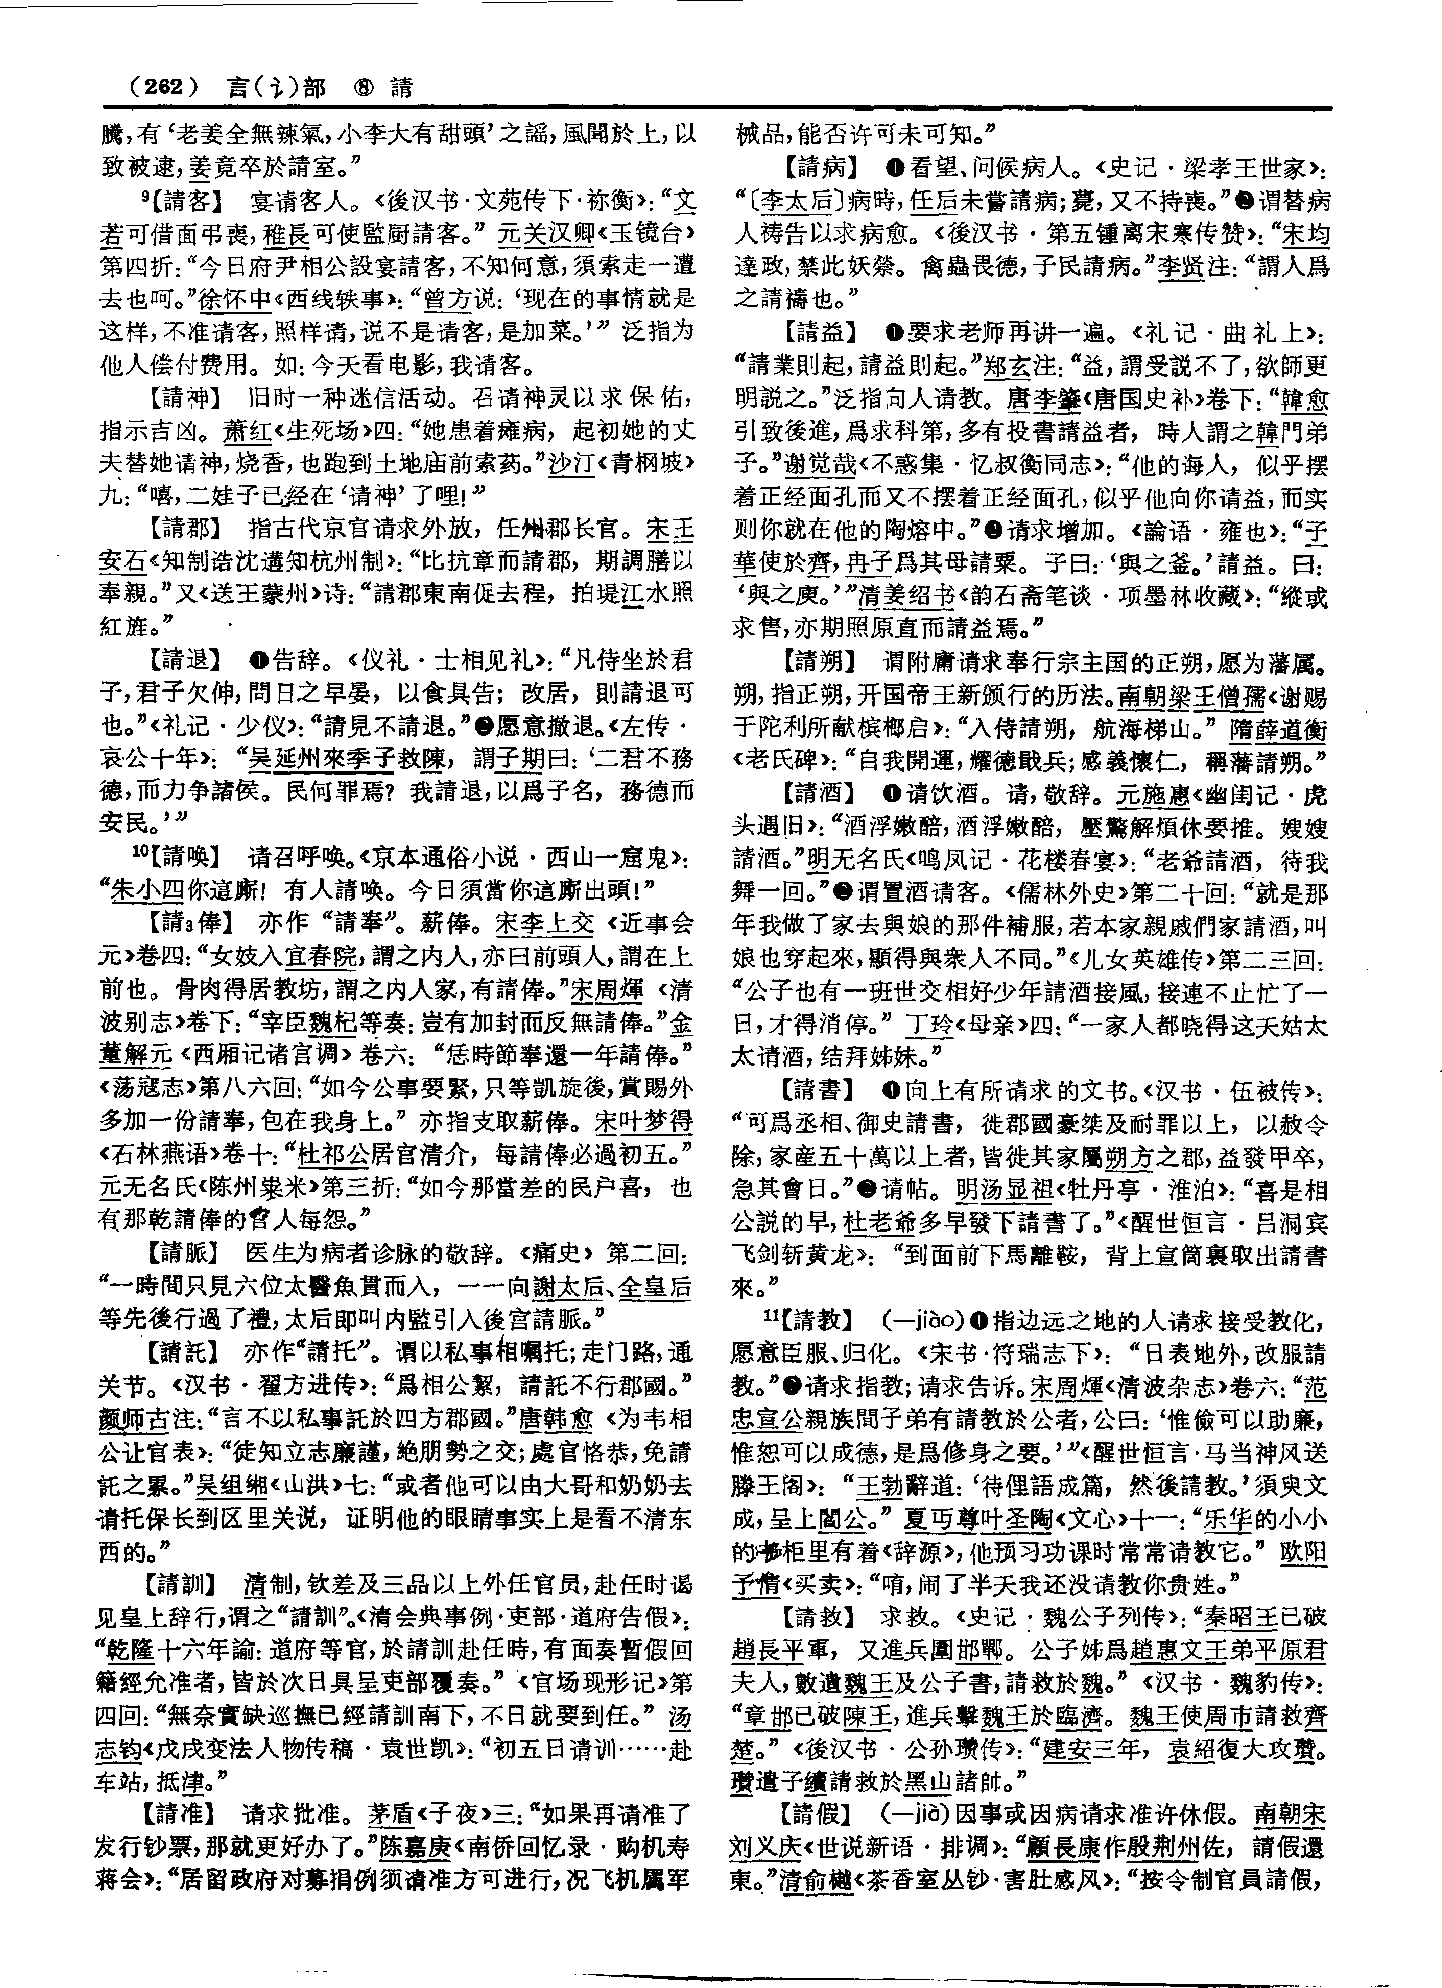 （262） 言(讠)部 ⑧ 請
騰，有‘老姜全無辣氣，小李大有甜頭’之謡，風聞於上，以
致被逮，姜竟卒於請室。”
⁹【請客】 宴请客人。《後汉书·文苑传下·祢衡》：“文
若可借面弔喪，稚長可使監厨請客。” 元关汉卿《玉镜台》
第四折：“今日府尹相公設宴請客，不知何意，須索走一遭
去也呵。”徐怀中《西线轶事》：“曾方说：‘现在的事情就是
这样，不准请客，照样请，说不是请客，是加菜。’” 泛指为
他人偿付费用。如：今天看电影，我请客。
【請神】 旧时一种迷信活动。召请神灵以求保佑，
指示吉凶。萧红《生死场》四：“她患着瘫病，起初她的丈
夫替她请神，烧香，也跑到土地庙前索药。”沙汀《青㭎坡》
九：“嘻，二娃子已经在‘请神’了哩！”
【請郡】 指古代京官请求外放，任州郡长官。宋王
安石《知制诰沈遘知杭州制》：“比抗章而請郡，期調膳以
奉親。”又《送王蒙州》诗：“請郡東南促去程，拍堤江水照
紅旌。”
【請退】 ❶告辞。《仪礼·士相见礼》：“凡侍坐於君
子，君子欠伸，問日之早晏，以食具告；改居，則請退可
也。”《礼记·少仪》：“請見不請退。”❷愿意撤退。《左传·
哀公十年》：“吴延州來季子救陳，謂子期曰：‘二君不務
德，而力争諸侯。民何罪焉？我請退，以爲子名，務德而
安民。’”
¹⁰【請唤】 请召呼唤。《京本通俗小说·西山一窟鬼》：
“朱小四你這廝！有人請唤。今日須當你這廝出頭！”
【請₃俸】 亦作“請奉”。薪俸。宋李上交《近事会
元》卷四：“女妓入宜春院，謂之内人，亦曰前頭人，謂在上
前也。骨肉得居教坊，謂之内人家，有請俸。”宋周煇《清
波别志》卷下：“宰臣魏杞等奏：豈有加封而反無請俸。”金
董解元《西厢记诸宫调》卷六：“恁時節奉還一年請俸。”
《荡寇志》第八六回：“如今公事要緊，只等凱旋後，賞賜外
多加一份請奉，包在我身上。” 亦指支取薪俸。宋叶梦得
《石林燕语》卷十：“杜祁公居官清介，每請俸必過初五。”
元无名氏《陈州粜米》第三折：“如今那當差的民户喜，也
有那乾請俸的官人每怨。”
【請脈】 医生为病者诊脉的敬辞。《痛史》第二回：
“一時間只見六位太醫魚貫而入，一一向謝太后、全皇后
等先後行過了禮，太后即叫内監引入後宫請脈。”
【請託】 亦作“請托”。谓以私事相嘱托；走门路，通
关节。《汉书·翟方进传》：“爲相公絜，請託不行郡國。”
颜师古注：“言不以私事託於四方郡國。”唐韩愈《为韦相
公让官表》：“徒知立志廉謹，絶朋勢之交；處官恪恭，免請
託之累。”吴组缃《山洪》七：“或者他可以由大哥和奶奶去
请托保长到区里关说，证明他的眼睛事实上是看不清东
西的。”
【請訓】 清制，钦差及三品以上外任官员，赴任时谒
见皇上辞行，谓之“請訓”。《清会典事例·吏部·道府告假》：
“乾隆十六年諭：道府等官，於請訓赴任時，有面奏暫假回
籍經允准者，皆於次日具呈吏部覆奏。” 《官场现形记》第
四回：“無奈實缺巡撫已經請訓南下，不日就要到任。” 汤
志钧《戊戌变法人物传稿·袁世凯》：“初五日请训……赴
车站，抵津。”
【請准】 请求批准。茅盾《子夜》三：“如果再请准了
发行钞票，那就更好办了。”陈嘉庚《南侨回忆录·购机寿
蒋会》：“居留政府对募捐例须请准方可进行，况飞机属军
械品，能否许可未可知。”
【請病】 ❶看望、问候病人。《史记·梁孝王世家》：
“〔李太后〕病時，任后未嘗請病；薨，又不持喪。”❷谓替病
人祷告以求病愈。《後汉书·第五锺离宋寒传赞》：“宋均
達政，禁此妖禜。禽蟲畏德，子民請病。”李贤注：“謂人爲
之請禱也。”
【請益】 ❶要求老师再讲一遍。《礼记·曲礼上》：
“請業則起，請益則起。”郑玄注：“益，謂受説不了，欲師更
明説之。”泛指向人请教。唐李肇《唐国史补》卷下：“韓愈
引致後進，爲求科第，多有投書請益者，時人謂之韓門弟
子。”谢觉哉《不惑集·忆叔衡同志》：“他的海人，似乎摆
着正经面孔而又不摆着正经面孔，似乎他向你请益，而实
则你就在他的陶熔中。”❷请求增加。《論语·雍也》：“子
華使於齊，冉子爲其母請粟。子曰：‘與之釜。’請益。曰：
‘與之庾。’”清姜绍书《韵石斋笔谈·项墨林收藏》：“縱或
求售，亦期照原直而請益焉。”
【請朔】 谓附庸请求奉行宗主国的正朔，愿为藩属。
朔，指正朔，开国帝王新颁行的历法。南朝梁王僧孺《谢赐
于陀利所献槟榔启》：“入侍請朔，航海梯山。” 隋薛道衡
《老氏碑》：“自我開運，耀德戢兵；感義懷仁，稱藩請朔。”
【請酒】 ❶请饮酒。请，敬辞。元施惠《幽闺记·虎
头遇旧》：“酒浮嫩醅，酒浮嫩醅，壓驚解煩休要推。嫂嫂
請酒。”明无名氏《鸣凤记·花楼春宴》：“老爺請酒，待我
舞一回。”❷谓置酒请客。《儒林外史》第二十回：“就是那
年我做了家去與娘的那件補服，若本家親戚們家請酒，叫
娘也穿起來，顯得與衆人不同。”《儿女英雄传》第二三回：
“公子也有一班世交相好少年請酒接風，接連不止忙了一
日，才得消停。” 丁玲《母亲》四：“一家人都晓得这天姑太
太请酒，结拜姊妹。”
【請書】 ❶向上有所请求的文书。《汉书·伍被传》：
“可爲丞相、御史請書，徙郡國豪桀及耐罪以上，以赦令
除，家産五十萬以上者，皆徙其家屬朔方之郡，益發甲卒，
急其會日。”❷请帖。明汤显祖《牡丹亭·淮泊》：“喜是相
公説的早，杜老爺多早發下請書了。”《醒世恒言·吕洞宾
飞剑斩黄龙》：“到面前下馬離鞍，背上宣筒裏取出請書
來。”
¹¹【請教】 （—jiào）❶指边远之地的人请求接受教化，
愿意臣服、归化。《宋书·符瑞志下》：“日表地外，改服請
教。”❷请求指教；请求告诉。宋周煇《清波杂志》卷六：“范
忠宣公親族間子弟有請教於公者，公曰：‘惟儉可以助廉，
惟恕可以成德，是爲修身之要。’”《醒世恒言·马当神风送
滕王阁》：“王勃辭道：‘待俚語成篇，然後請教。’須臾文
成，呈上閻公。” 夏丏尊叶圣陶《文心》十一：“乐华的小小
的书柜里有着《辞源》，他预习功课时常常请教它。” 欧阳
予倩《买卖》：“唷，闹了半天我还没请教你贵姓。”
【請救】 求救。《史记·魏公子列传》：“秦昭王已破
趙長平軍，又進兵圍邯鄲。公子姊爲趙惠文王弟平原君
夫人，數遺魏王及公子書，請救於魏。” 《汉书·魏豹传》：
“章邯已破陳王，進兵擊魏王於臨濟。魏王使周市請救齊
楚。”《後汉书·公孙瓒传》：“建安三年，袁紹復大攻瓚。
瓚遣子續請救於黑山諸帥。”
【請假】 （—jià）因事或因病请求准许休假。南朝宋
刘义庆《世说新语·排调》：“顧長康作殷荆州佐，請假還
東。”清俞樾《茶香室丛钞·害肚感风》：“按令制官員請假，